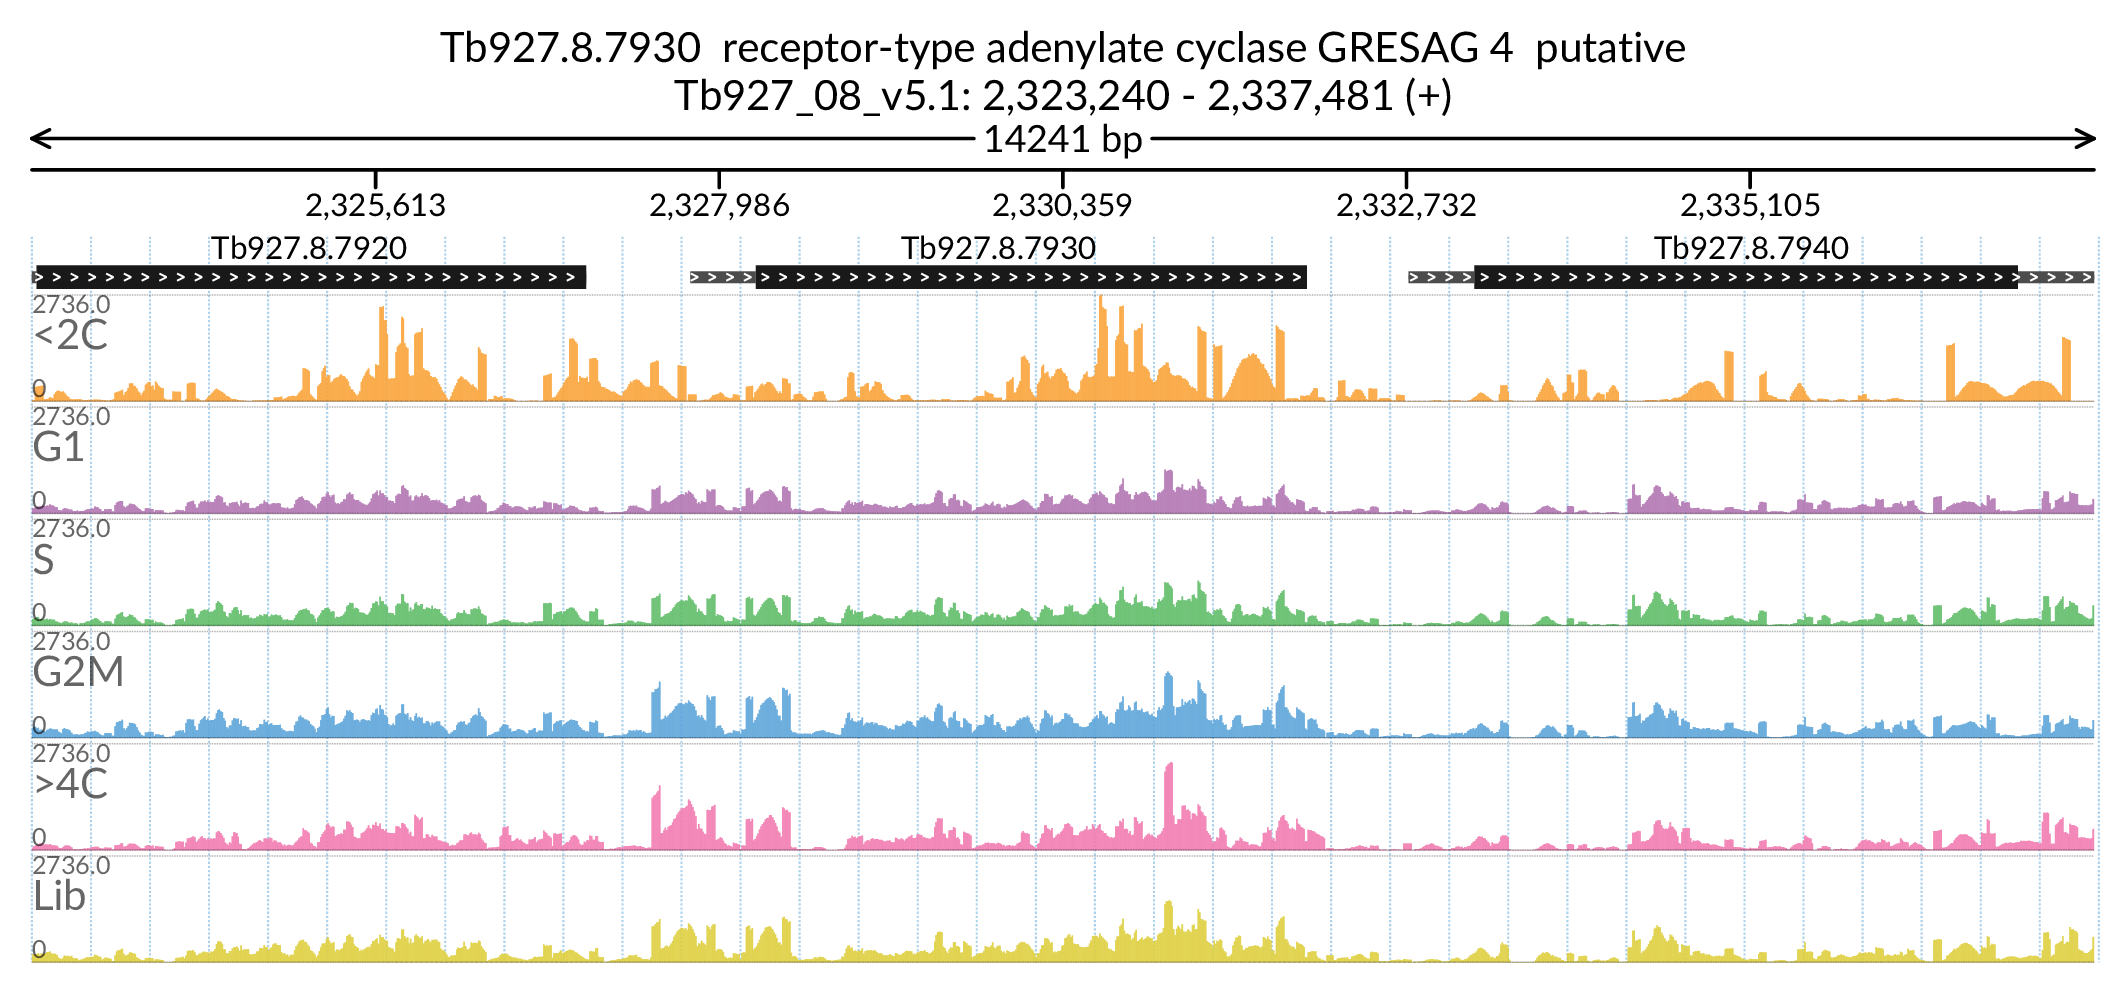 Tb927.8.7930  receptor-type adenylate cyclase GRESAG 4  putative
Tb927_08_v5.1: 2,323,240 - 2,337,481 (+)
14241 bp
2,325,613 2,327,986 2,330,359 2,332,732 2,335,105
Tb927.8.7920 Tb927.8.7930 Tb927.8.7940
2736.0
<2C
0
2736.0
G1
0
2736.0
S
0
2736.0
G2M
0
2736.0
>4C
0
2736.0
Lib
0